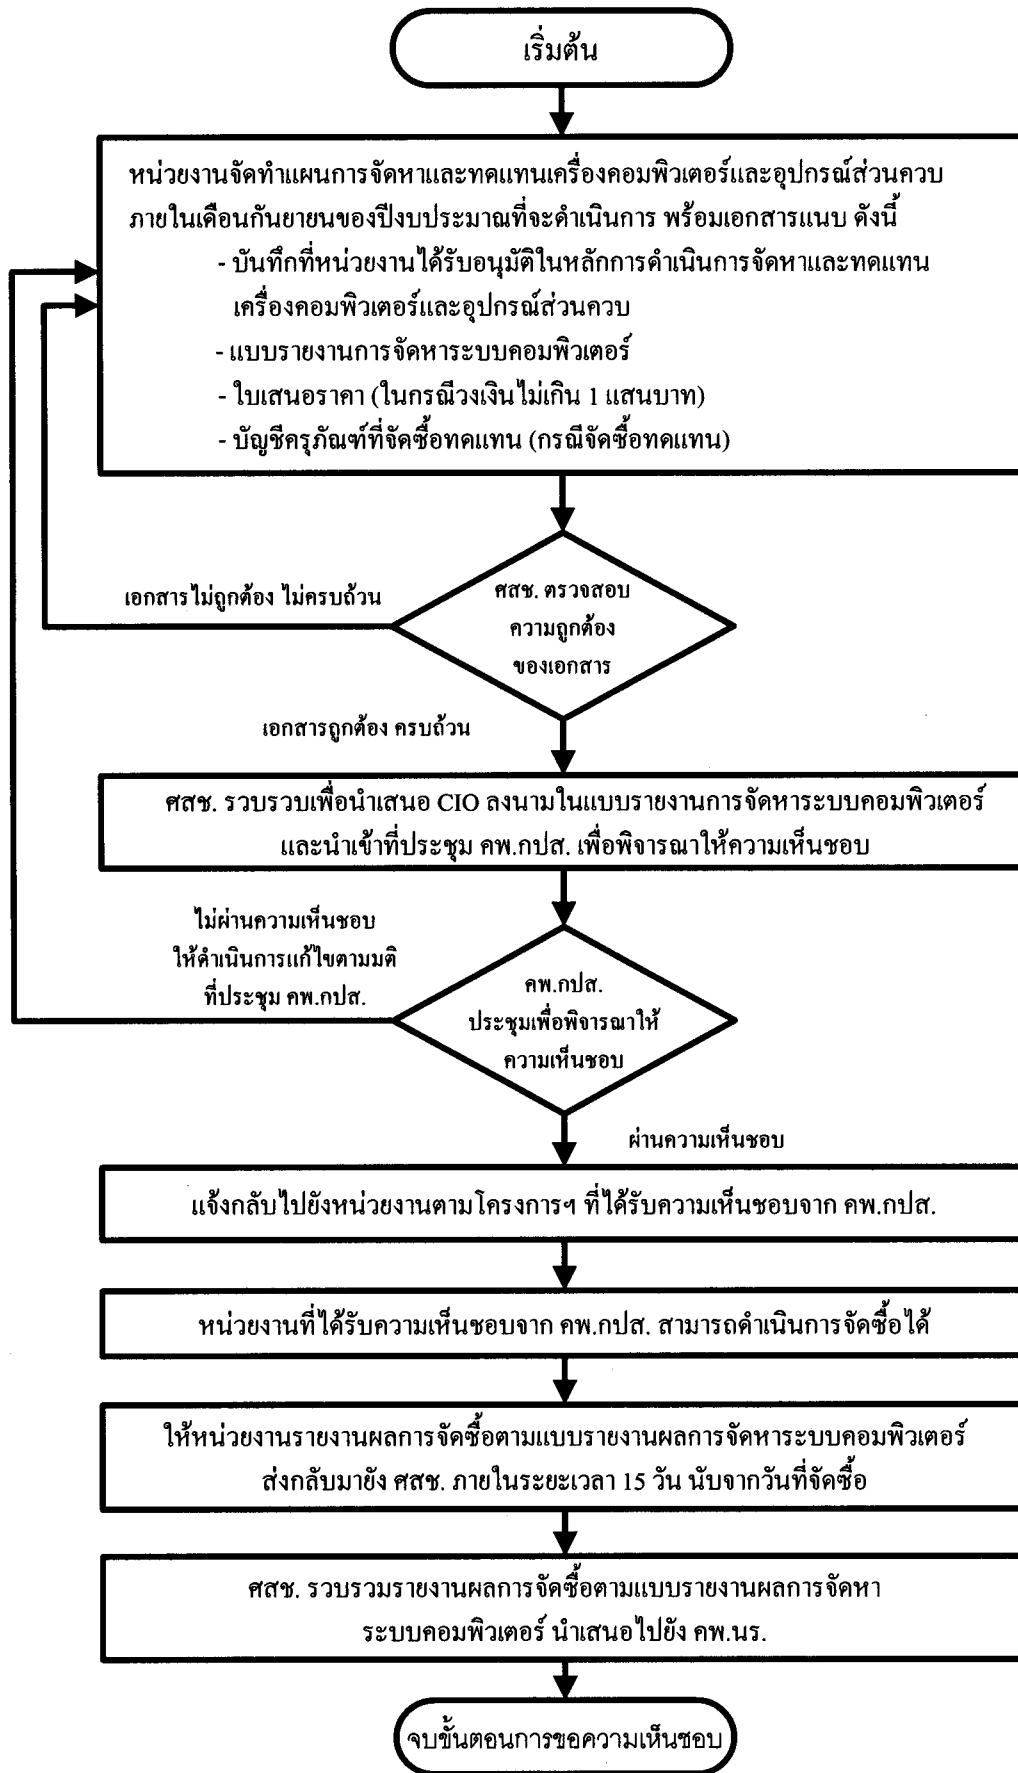 เริ่มต้น
หน่วยงานจัดทำแผนการจัดหาและทดแทนเครื่องคอมพิวเตอร์และอุปกรณ์ส่วนควบ
ภายในเดือนกันยายนของปีงบประมาณที่จะดำเนินการ พร้อมเอกสารแนบ ดังนี้
- บันทึกที่หน่วยงานได้รับอนุมัติในหลักการดำเนินการจัดหาและทดแทน
เครื่องคอมพิวเตอร์และอุปกรณ์ส่วนควบ
- แบบรายงานการจัดหาระบบคอมพิวเตอร์
- ใบเสนอราคา (ในกรณีวงเงินไม่เกิน 1 แสนบาท)
- บัญชีครุภัณฑ์ที่จัดซื้อทดแทน (กรณีจัดซื้อทดแทน)
เอกสารไม่ถูกต้อง ไม่ครบถ้วน
ศสช. ตรวจสอบ
ความถูกต้อง
ของเอกสาร
เอกสารถูกต้อง ครบถ้วน
ศสช. รวบรวบเพื่อนำเสนอ CIO ลงนามในแบบรายงานการจัดหาระบบคอมพิวเตอร์
และนำเข้าที่ประชุม คพ.กปส. เพื่อพิจารณาให้ความเห็นชอบ
ไม่ผ่านความเห็นชอบ
ให้ดำเนินการแก้ไขตามมติ
ที่ประชุม คพ.กปส.
คพ.กปส.
ประชุมเพื่อพิจารณาให้
ความเห็นชอบ
ผ่านความเห็นชอบ
แจ้งกลับไปยังหน่วยงานตามโครงการฯ ที่ได้รับความเห็นชอบจาก คพ.กปส.
หน่วยงานที่ได้รับความเห็นชอบจาก คพ.กปส. สามารถดำเนินการจัดซื้อได้
ให้หน่วยงานรายงานผลการจัดซื้อตามแบบรายงานผลการจัดหาระบบคอมพิวเตอร์
ส่งกลับมายัง ศสช. ภายในระยะเวลา 15 วัน นับจากวันที่จัดซื้อ
ศสช. รวบรวมรายงานผลการจัดซื้อตามแบบรายงานผลการจัดหา
ระบบคอมพิวเตอร์ นำเสนอไปยัง คพ.นร.
จบขั้นตอนการขอความเห็นชอบ